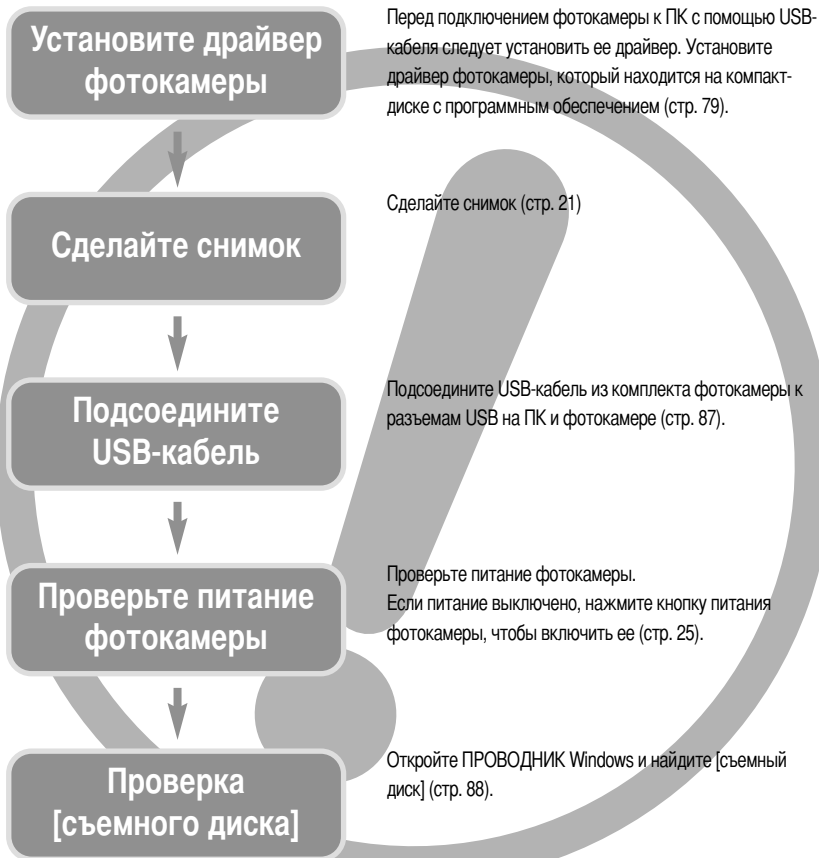 Установите драйвер
фотокамеры
Перед подключением фотокамеры к ПК с помощью USB-
кабеля следует установить ее драйвер. Установите
драйвер фотокамеры, который находится на компакт-
диске с программным обеспечением (стр. 79).
Сделайте снимок
Сделайте снимок (стр. 21)
Подсоедините
USB-кабель
Подсоедините USB-кабель из комплекта фотокамеры к
разъемам USB на ПК и фотокамере (стр. 87).
Проверьте питание
фотокамеры
Проверьте питание фотокамеры.
Если питание выключено, нажмите кнопку питания
фотокамеры, чтобы включить ее (стр. 25).
Проверка
[съемного диска]
Откройте ПРОВОДНИК Windows и найдите [съемный
диск] (стр. 88).